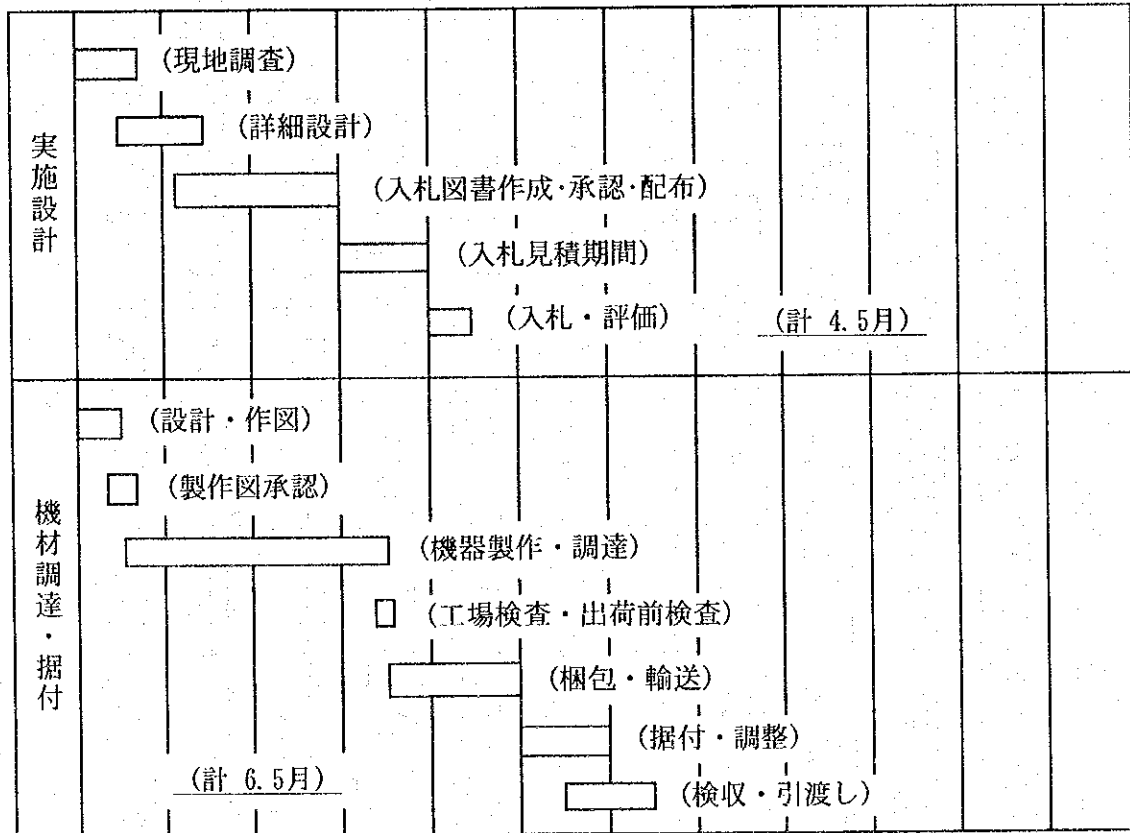 実施設計
(現地調査)
(詳細設計)
(入札図書作成・承認・配布)
(入札見積期間)
(入札・評価)
(計 4.5月)
機材調達・据付
(設計・作図)
(製作図承認)
(機器製作・調達)
(工場検査・出荷前検査)
(梱包・輸送)
(据付・調整)
(計 6.5月)
(検収・引渡し)